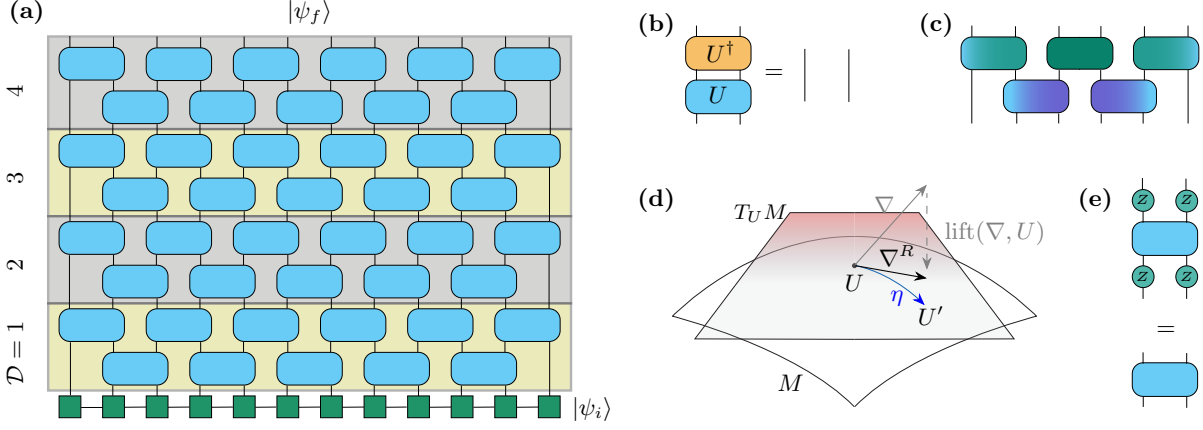 (a)
|ψ_f⟩
4
3
2
𝒟 = 1
|ψ_i⟩
(b)
U†
U
=
(c)
(d)
T_U M
∇
lift(∇, U)
∇^R
U
η
U′
M
(e)
Z Z
Z Z
=